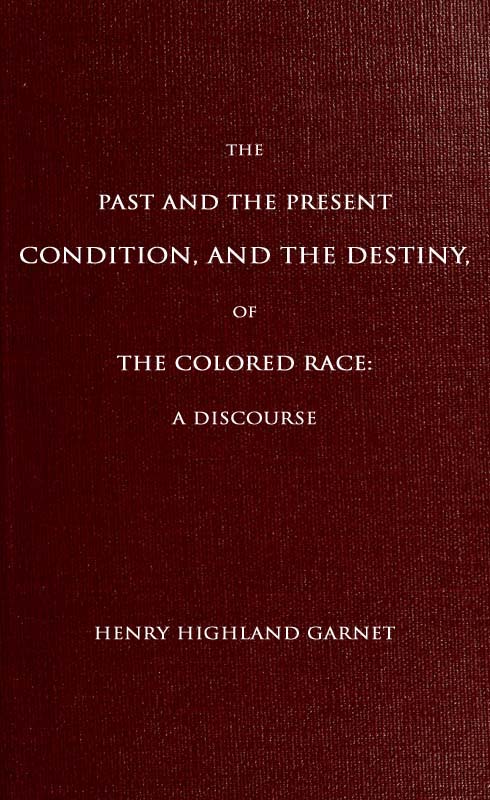 THE
PAST AND THE PRESENT
CONDITION, AND THE DESTINY,
OF
THE COLORED RACE:
A DISCOURSE
HENRY HIGHLAND GARNET